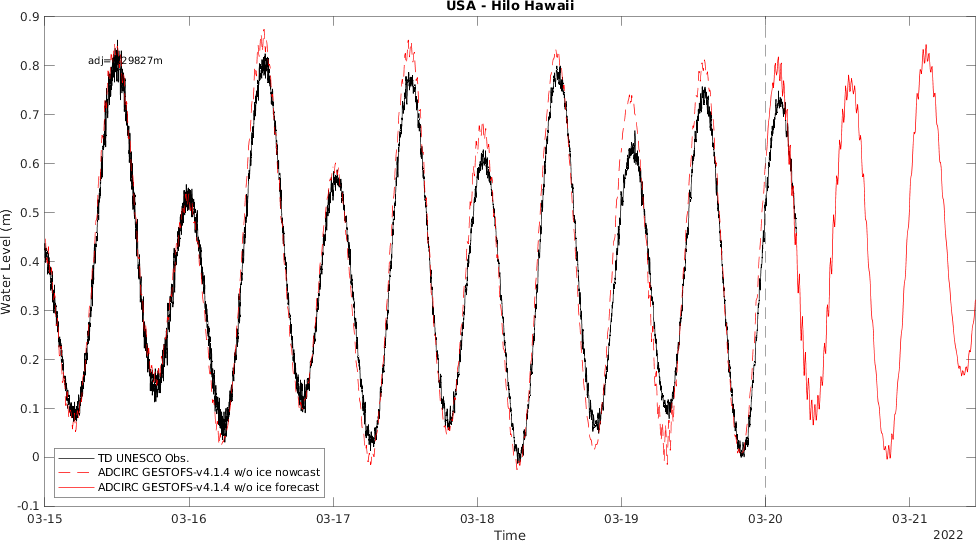 USA - Hilo Hawaii
0.9
0.8
0.7
0.6
0.5
0.4
0.3
0.2
0.1
0
-0.1
Water Level (m)
TD UNESCO Obs.
ADCIRC GESTOFS-v4.1.4 w/o ice nowcast
ADCIRC GESTOFS-v4.1.4 w/o ice forecast
03-15 03-16 03-17 03-18 03-19 03-20 03-21
Time
2022